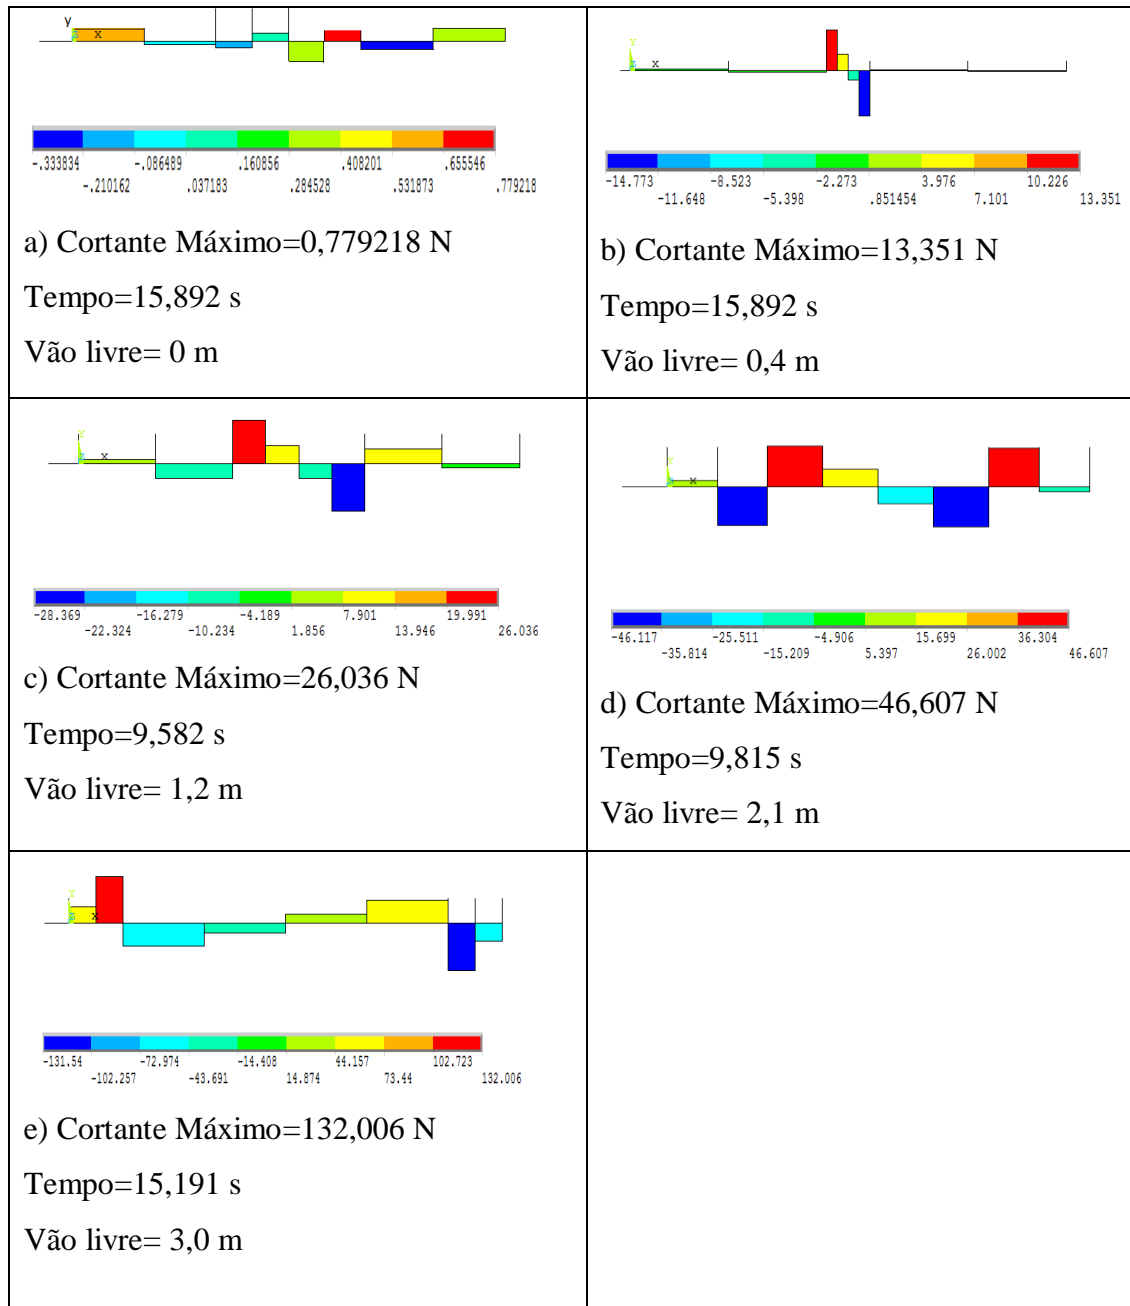 y
x
-.333834 -.086489 .160856 .408201 .655546
-.210162 .037183 .284528 .531873 .779218
a) Cortante Máximo=0,779218 N
Tempo=15,892 s
Vão livre= 0 m
Y
x
-14.773 -8.523 -2.273 3.976 10.226
-11.648 -5.398 .851454 7.101 13.351
b) Cortante Máximo=13,351 N
Tempo=15,892 s
Vão livre= 0,4 m
Y
x
-28.369 -16.279 -4.189 7.901 19.991
-22.324 -10.234 1.856 13.946 26.036
c) Cortante Máximo=26,036 N
Tempo=9,582 s
Vão livre= 1,2 m
Y
x
-46.117 -25.511 -4.906 15.699 36.304
-35.814 -15.209 5.397 26.002 46.607
d) Cortante Máximo=46,607 N
Tempo=9,815 s
Vão livre= 2,1 m
Y
x
-131.54 -72.974 -14.408 44.157 102.723
-102.257 -43.691 14.874 73.44 132.006
e) Cortante Máximo=132,006 N
Tempo=15,191 s
Vão livre= 3,0 m